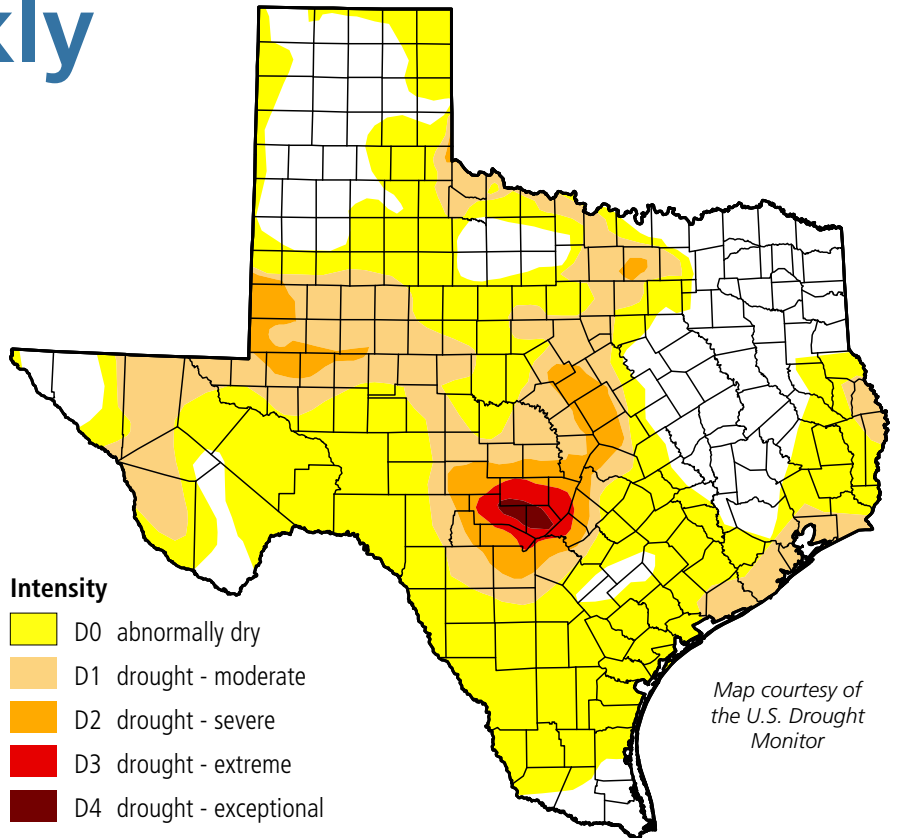 kly
Intensity
D0 abnormally dry
D1 drought - moderate
D2 drought - severe
D3 drought - extreme
D4 drought - exceptional
Map courtesy of
the U.S. Drought
Monitor